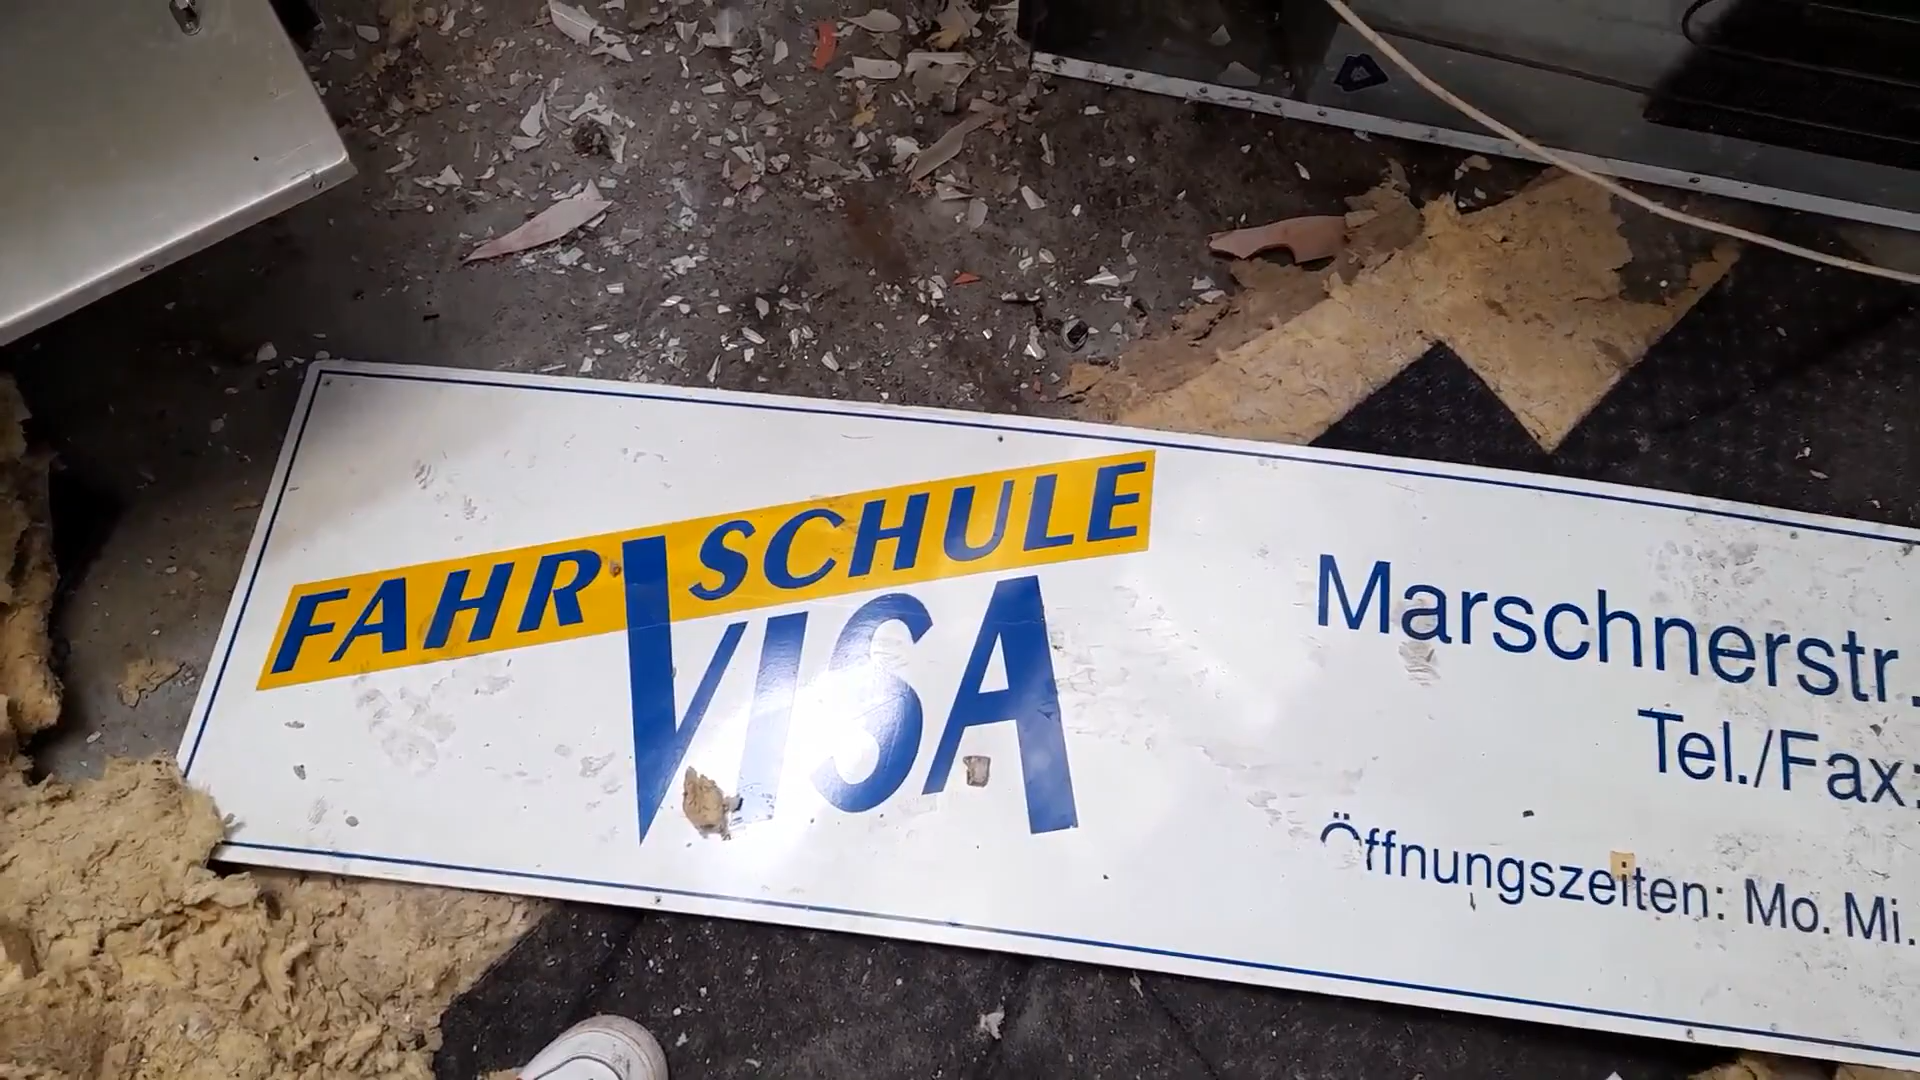 FAHRSCHULE
VISA
Marschnerstr.
Tel./Fax:
Öffnungszeiten: Mo. Mi.